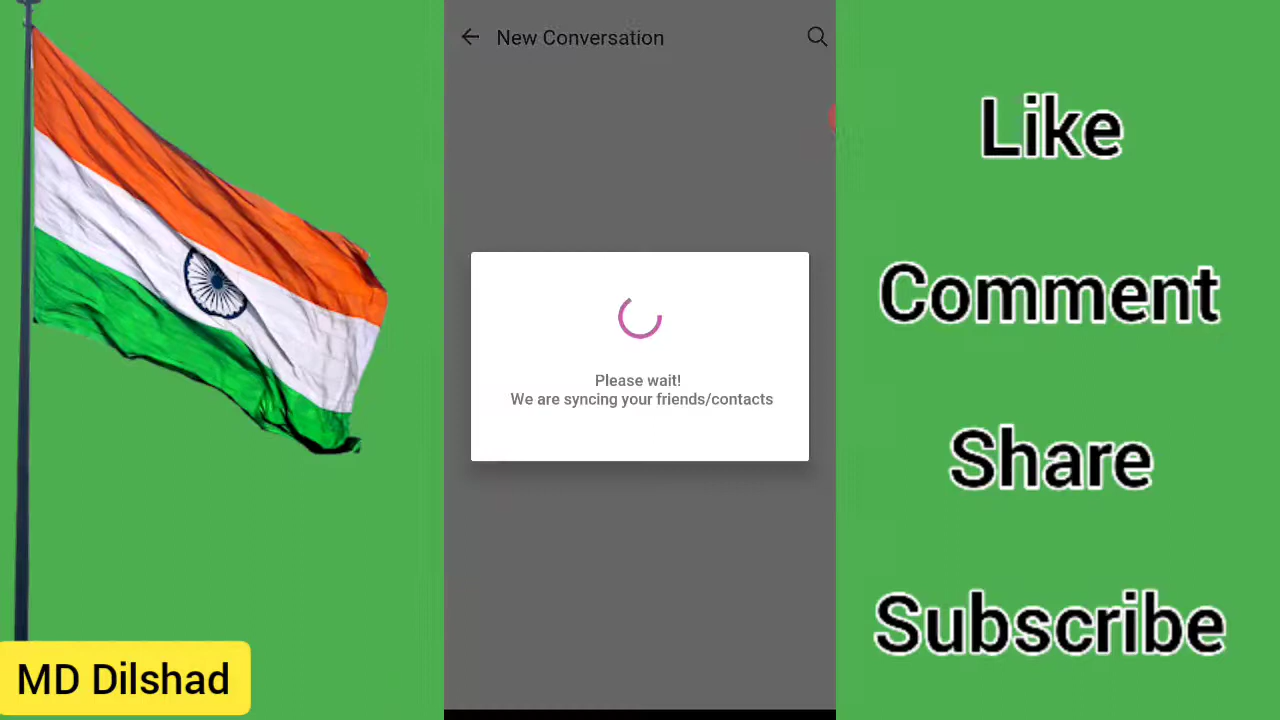 New Conversation
Please wait!
We are syncing your friends/contacts
Like
Comment
Share
Subscribe
MD Dilshad